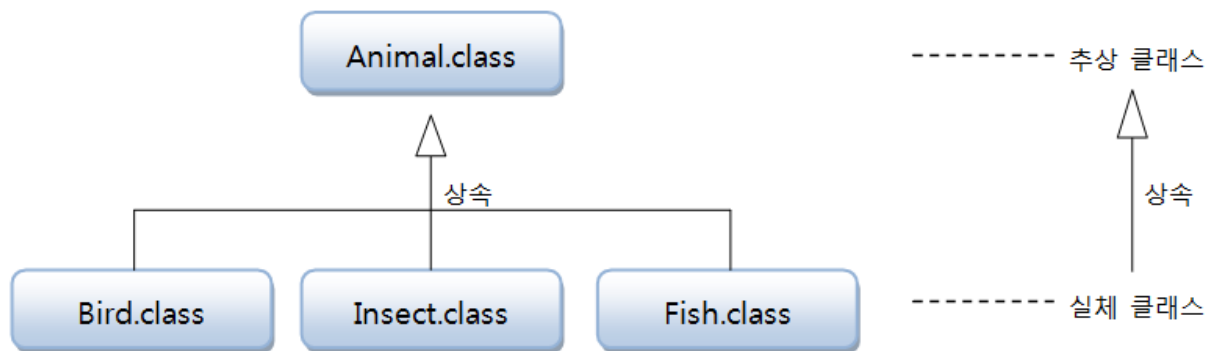 Animal.class
---------- 추상 클래스
상속
상속
Bird.class
Insect.class
Fish.class
---------- 실체 클래스